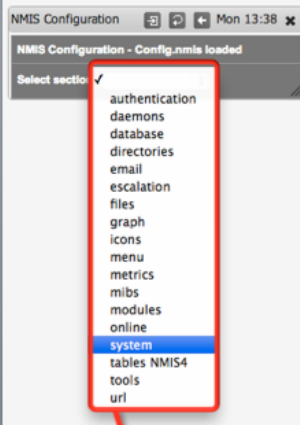 NMIS Configuration Mon 13:38
NMIS Configuration - Config.nmis loaded
Select section
authentication
daemons
database
directories
email
escalation
files
graph
icons
menu
metrics
mibs
modules
online
system
tables NMIS4
tools
url